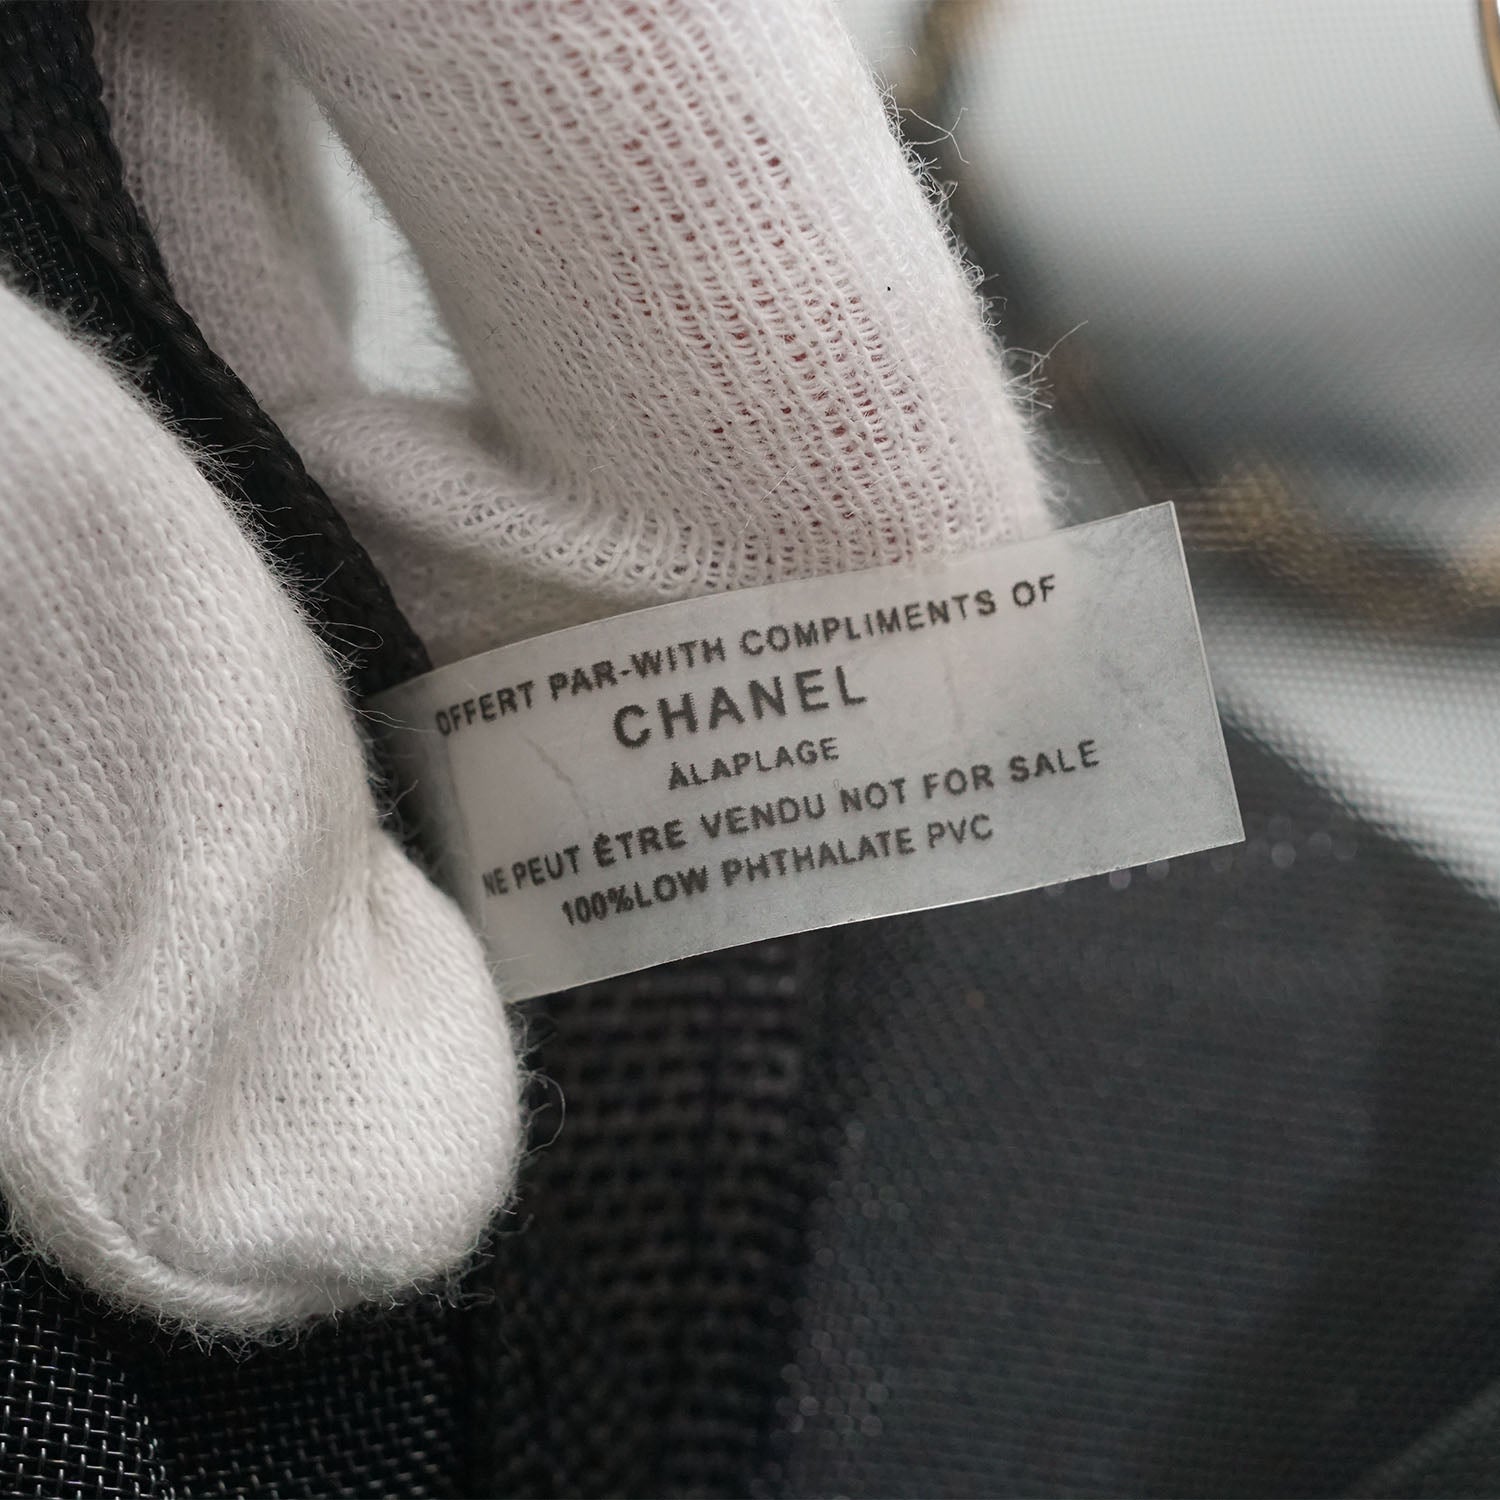 OFFERT PAR-WITH COMPLIMENTS OF
CHANEL
ÀLAPLAGE
NE PEUT ÊTRE VENDU NOT FOR SALE
100%LOW PHTHALATE PVC